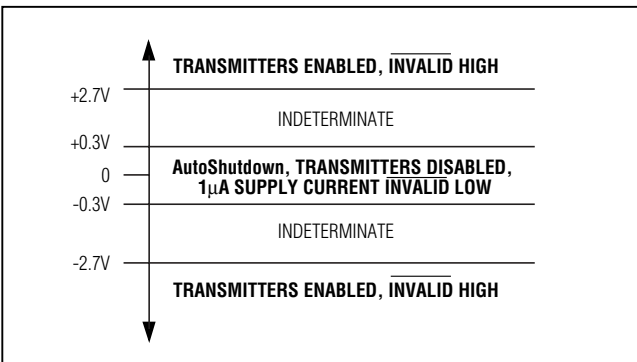 TRANSMITTERS ENABLED, INVALID HIGH
+2.7V
INDETERMINATE
+0.3V
AutoShutdown, TRANSMITTERS DISABLED,
0
1μA SUPPLY CURRENT INVALID LOW
-0.3V
INDETERMINATE
-2.7V
TRANSMITTERS ENABLED, INVALID HIGH